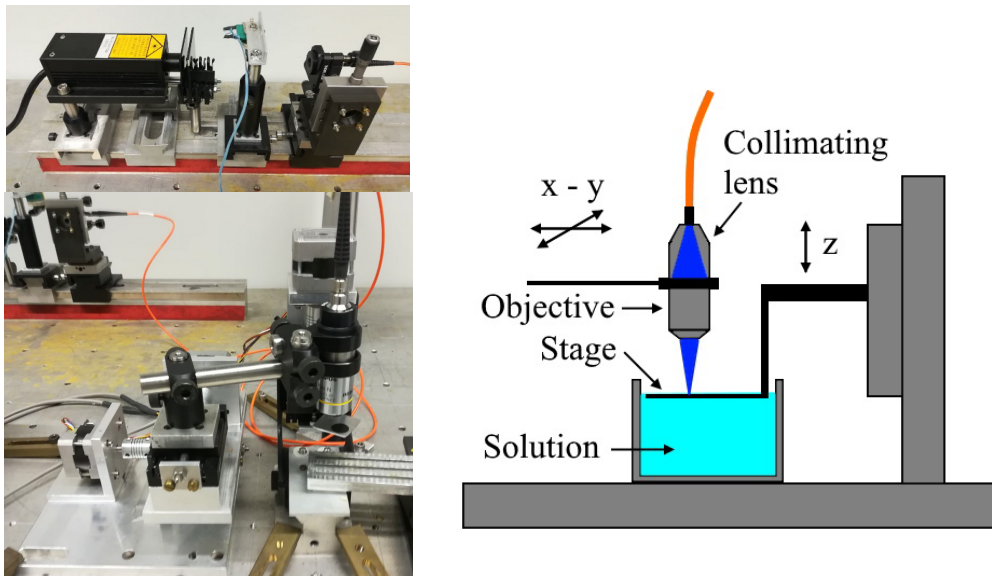 Collimating
lens
x - y
z
Objective
Stage
Solution